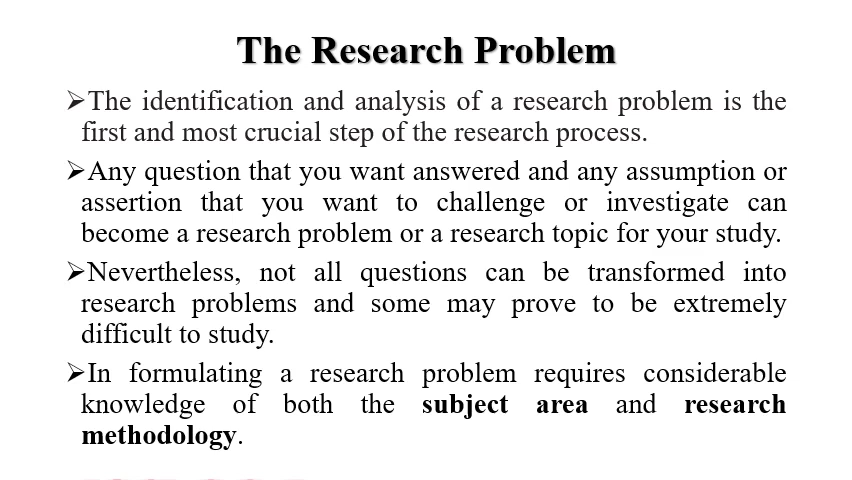 The Research Problem
➢The identification and analysis of a research problem is the
first and most crucial step of the research process.
➢Any question that you want answered and any assumption or
assertion that you want to challenge or investigate can
become a research problem or a research topic for your study.
➢Nevertheless, not all questions can be transformed into
research problems and some may prove to be extremely
difficult to study.
➢In formulating a research problem requires considerable
knowledge of both the subject area and research
methodology.